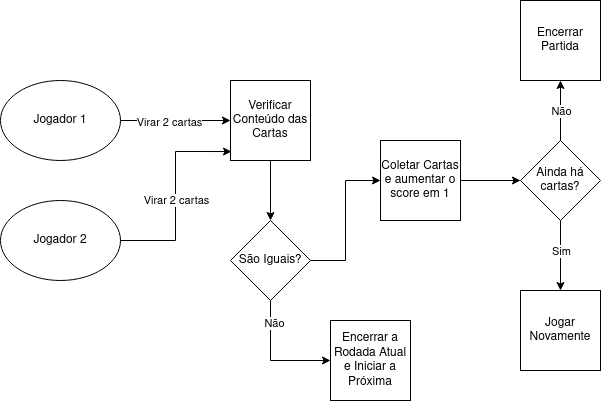 Encerrar
Partida
Jogador 1
Virar 2 cartas
Verificar
Conteúdo das
Cartas
Não
Coletar Cartas
e aumentar o
score em 1
Ainda há
cartas?
Virar 2 cartas
Jogador 2
São Iguais?
Sim
Não
Encerrar a
Rodada Atual
e Iniciar a
Próxima
Jogar
Novamente